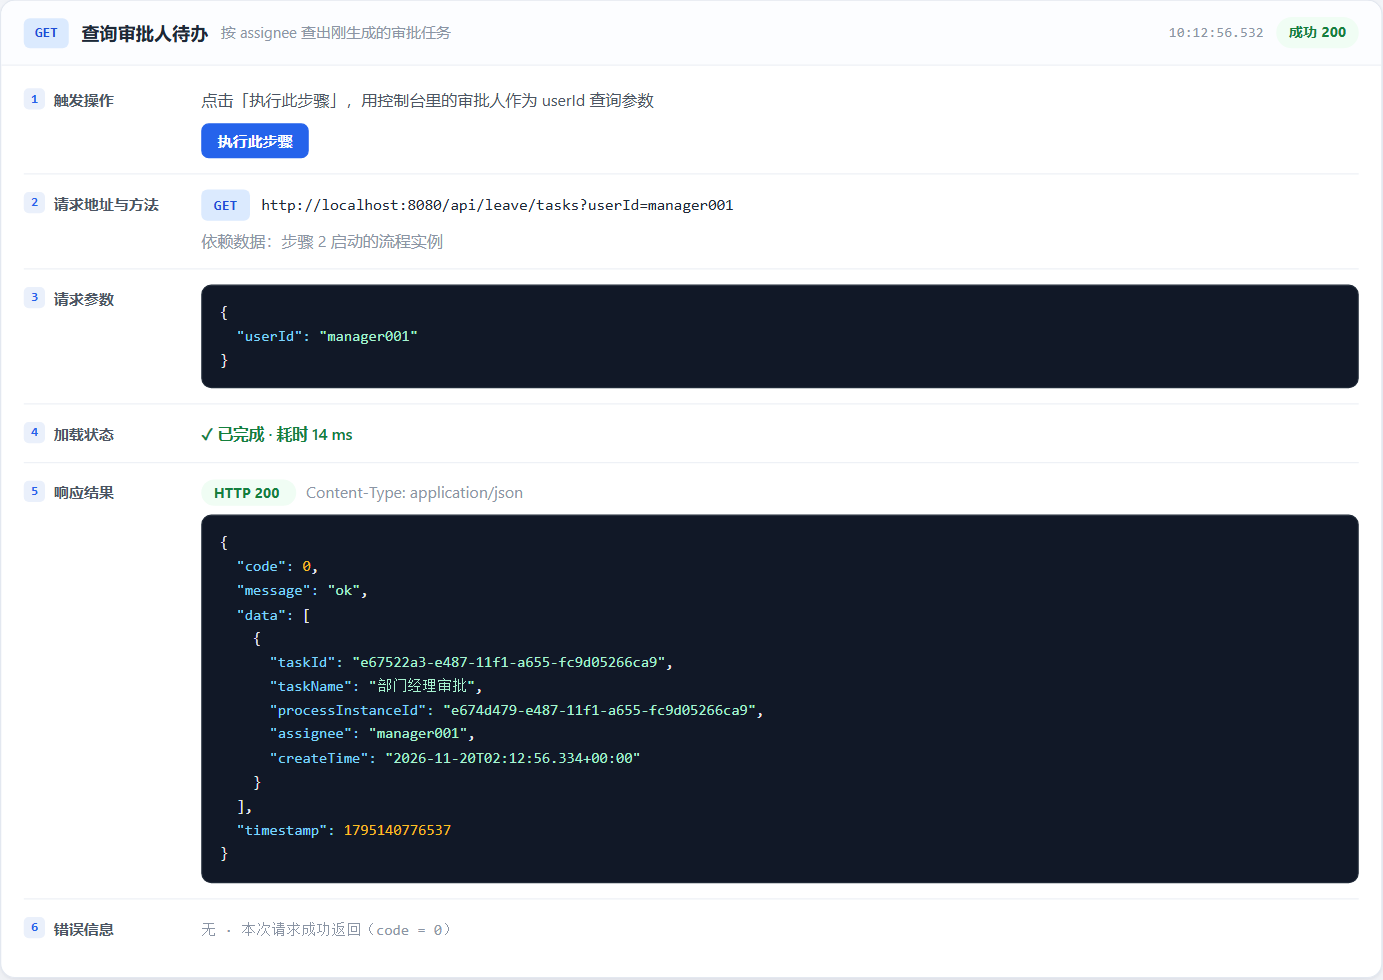 GET 查询审批人待办 按 assignee 查出刚生成的审批任务 10:12:56.532 成功 200
1 触发操作 点击「执行此步骤」，用控制台里的审批人作为 userId 查询参数
执行此步骤
2 请求地址与方法 GET http://localhost:8080/api/leave/tasks?userId=manager001
依赖数据：步骤 2 启动的流程实例
3 请求参数
{
"userId": "manager001"
}
4 加载状态 ✓ 已完成 · 耗时 14 ms
5 响应结果 HTTP 200 Content-Type: application/json
{
"code": 0,
"message": "ok",
"data": [
{
"taskId": "e67522a3-e487-11f1-a655-fc9d05266ca9",
"taskName": "部门经理审批",
"processInstanceId": "e674d479-e487-11f1-a655-fc9d05266ca9",
"assignee": "manager001",
"createTime": "2026-11-20T02:12:56.334+00:00"
}
],
"timestamp": 1795140776537
}
6 错误信息 无 · 本次请求成功返回（code = 0）